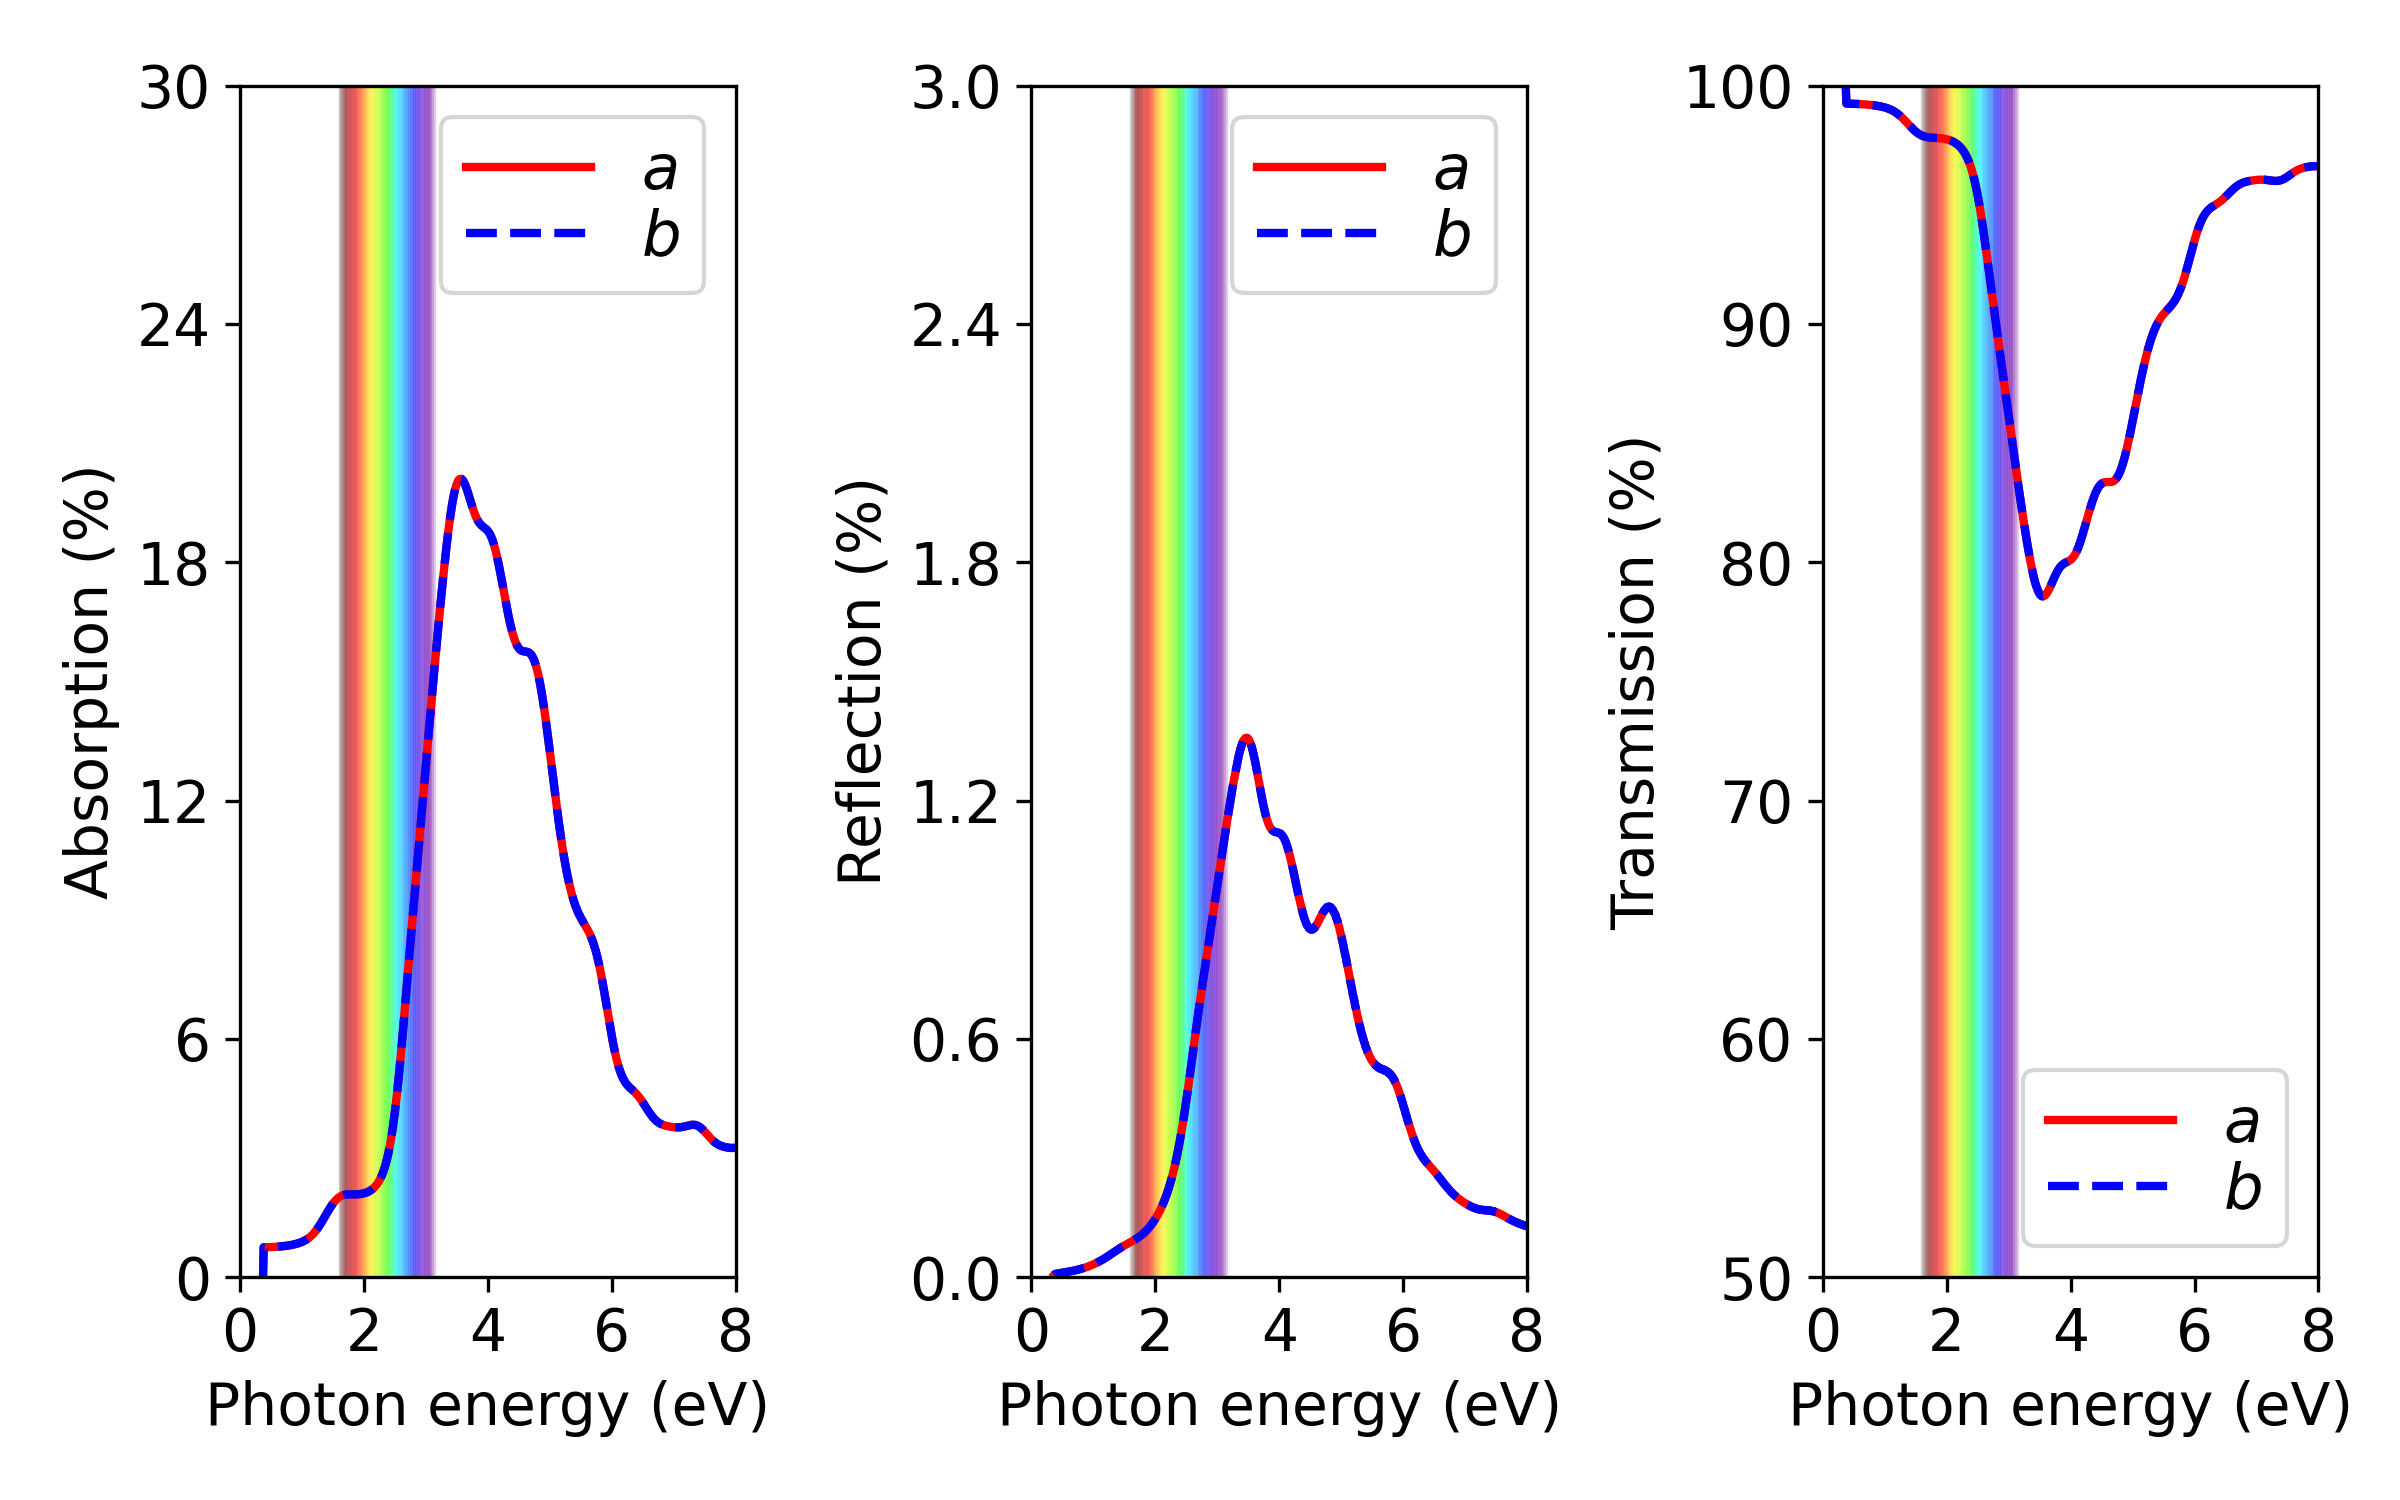 30
24
18
12
6
0
0 2 4 6 8
Absorption (%)
Photon energy (eV)
a
b
3.0
2.4
1.8
1.2
0.6
0.0
0 2 4 6 8
Reflection (%)
Photon energy (eV)
a
b
100
90
80
70
60
50
0 2 4 6 8
Transmission (%)
Photon energy (eV)
a
b